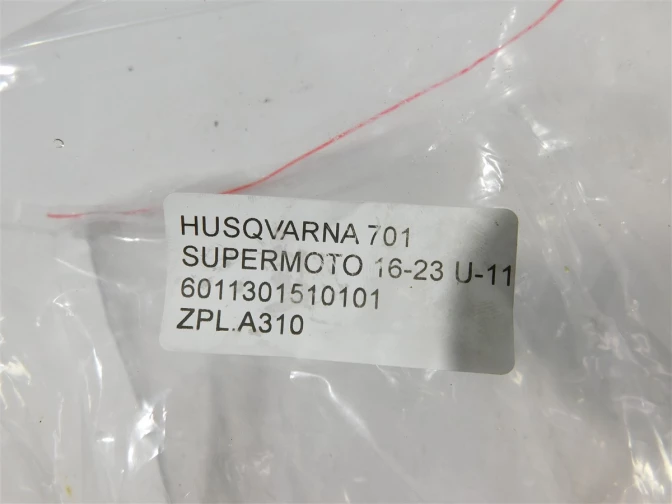 HUSQVARNA 701
SUPERMOTO 16-23 U-11
6011301510101
ZPL.A310